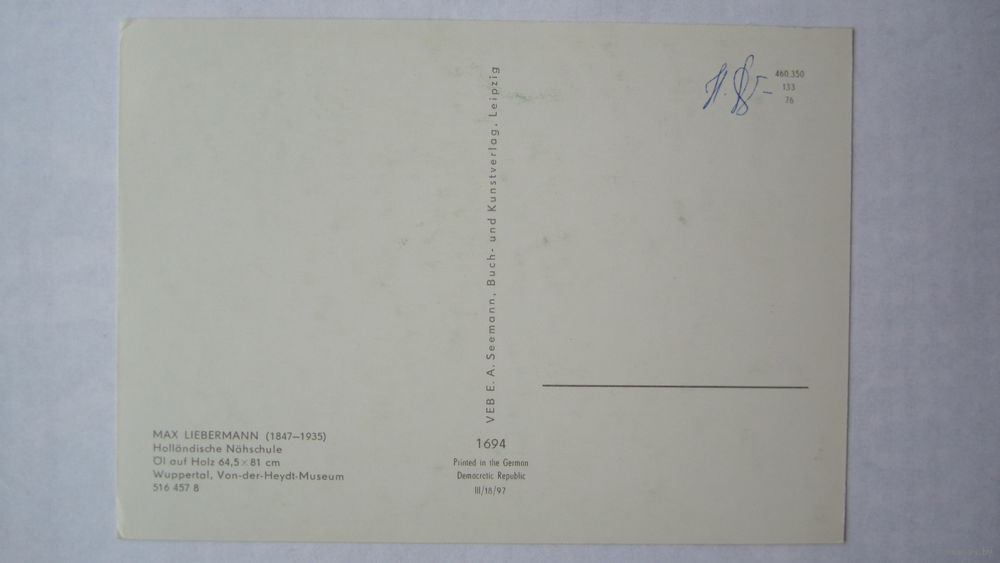 460.350
133
76
VEB E. A. Seemann, Buch- und Kunstverlag, Leipzig
MAX LIEBERMANN (1847–1935)
Holländische Nähschule
Öl auf Holz 64,5 × 81 cm
Wuppertal, Von-der-Heydt-Museum
516 457 8
1694
Printed in the German
Democratic Republic
III/18/97